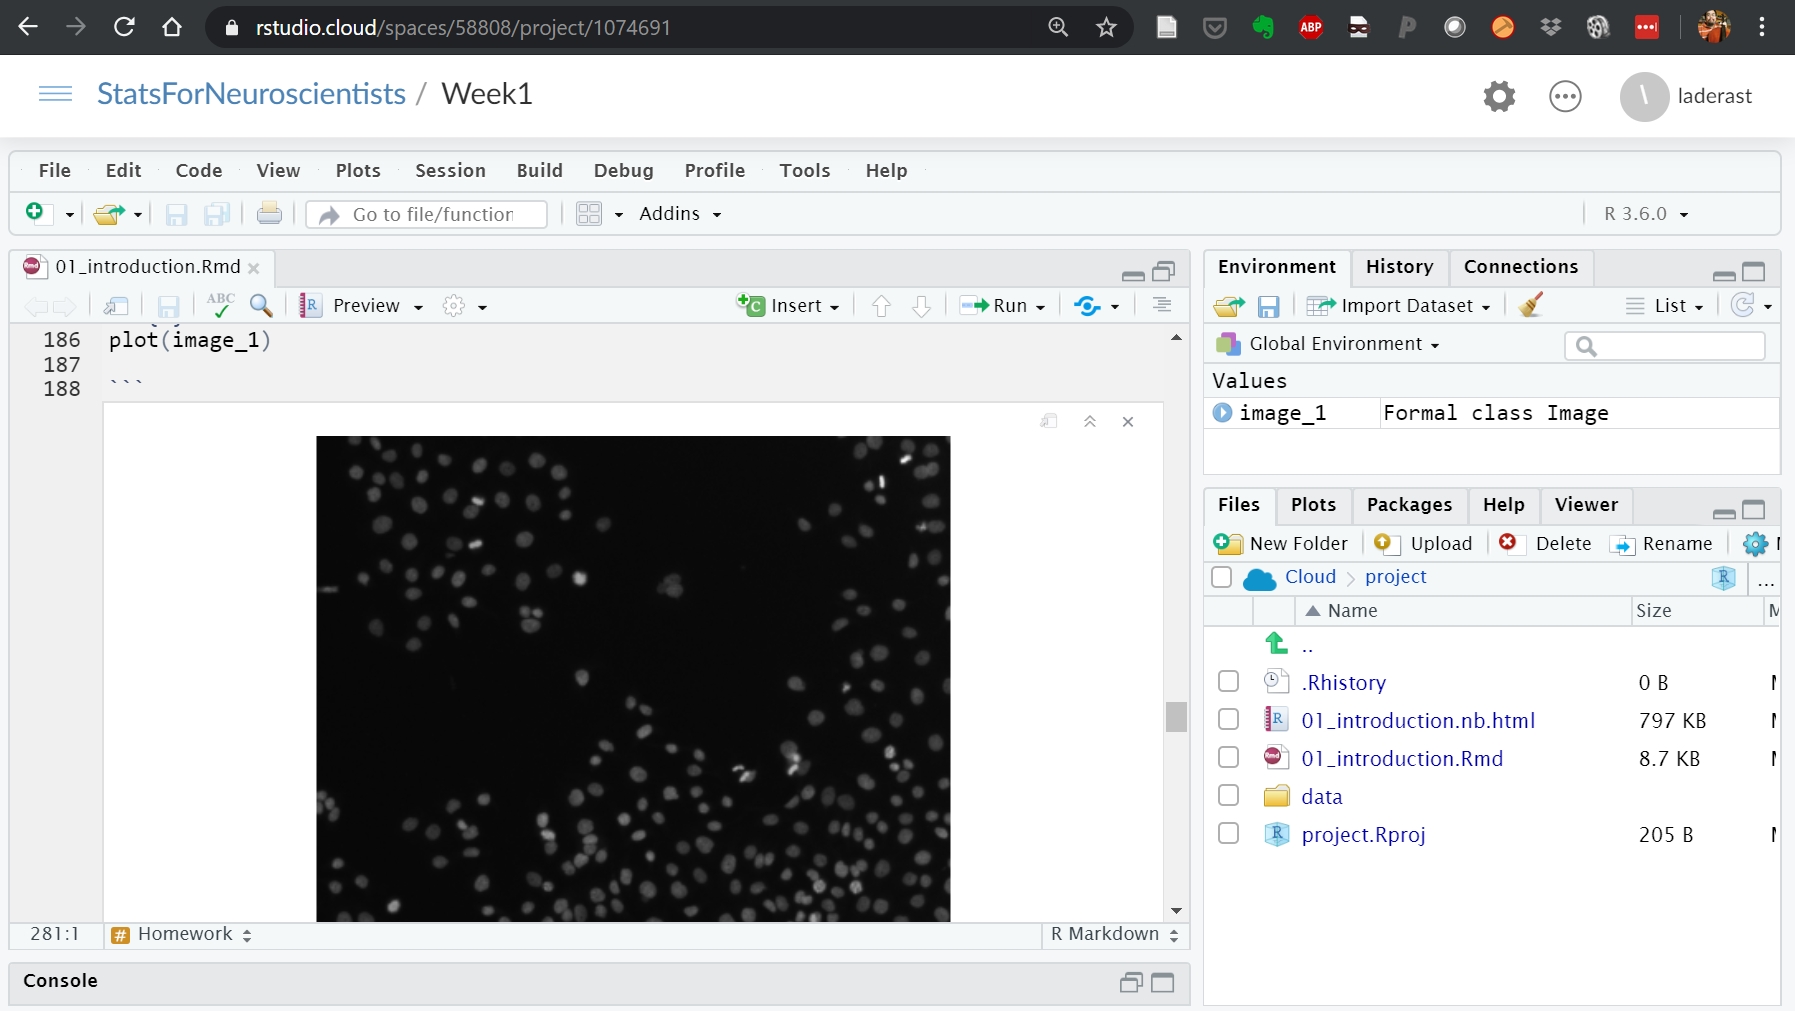 rstudio.cloud/spaces/58808/project/1074691
ABP
StatsForNeuroscientists / Week1
\ laderast
File Edit Code View Plots Session Build Debug Profile Tools Help
Go to file/function Addins R 3.6.0
Rmd 01_introduction.Rmd
ABC R Preview C Insert Run
186 plot(image_1)
187
188 ```
281:1 # Homework R Markdown
Console
Environment History Connections
Import Dataset List
Global Environment
Values
image_1 Formal class Image
Files Plots Packages Help Viewer
New Folder Upload Delete Rename
Cloud project R ...
Name Size
..
.Rhistory 0 B
R 01_introduction.nb.html 797 KB
Rmd 01_introduction.Rmd 8.7 KB
data
R project.Rproj 205 B